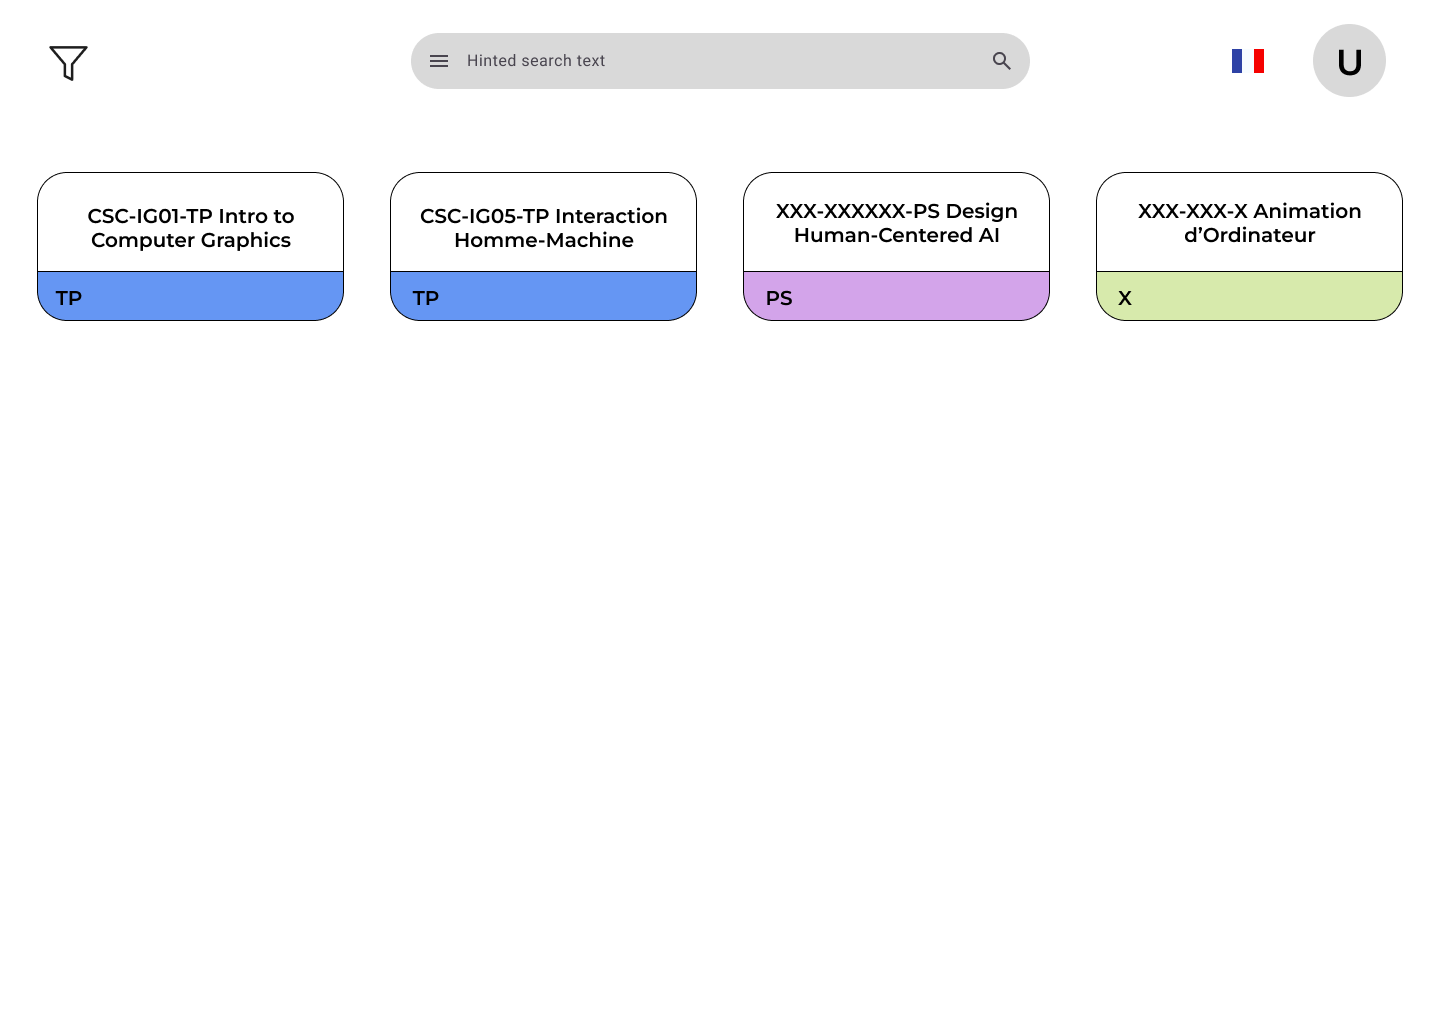 Hinted search text
U
CSC-IG01-TP Intro to
Computer Graphics
TP
CSC-IG05-TP Interaction
Homme-Machine
TP
XXX-XXXXXX-PS Design
Human-Centered AI
PS
XXX-XXX-X Animation
d’Ordinateur
X